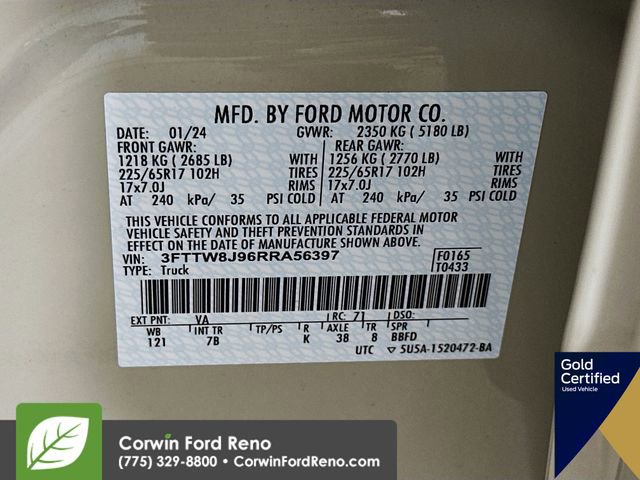 MFD. BY FORD MOTOR CO.
DATE: 01/24 GVWR: 2350 KG ( 5180 LB)
FRONT GAWR: REAR GAWR:
1218 KG ( 2685 LB) WITH 1256 KG ( 2770 LB) WITH
225/65R17 102H TIRES 225/65R17 102H TIRES
17x7.0J RIMS 17x7.0J RIMS
AT 240 kPa/ 35 PSI COLD AT 240 kPa/ 35 PSI COLD
THIS VEHICLE CONFORMS TO ALL APPLICABLE FEDERAL MOTOR
VEHICLE SAFETY AND THEFT PREVENTION STANDARDS IN
EFFECT ON THE DATE OF MANUFACTURE SHOWN ABOVE.
VIN: 3FTTW8J96RRA56397 F0165
TYPE: Truck T0433
EXT PNT: VA RC: 71 DSO:
WB INT TR TP/PS R AXLE TR SPR
121 7B K 38 8 BBFD
UTC 5U5A-1520472-BA
Gold
Certified
Used Vehicle
Corwin Ford Reno
(775) 329-8800 • CorwinFordReno.com